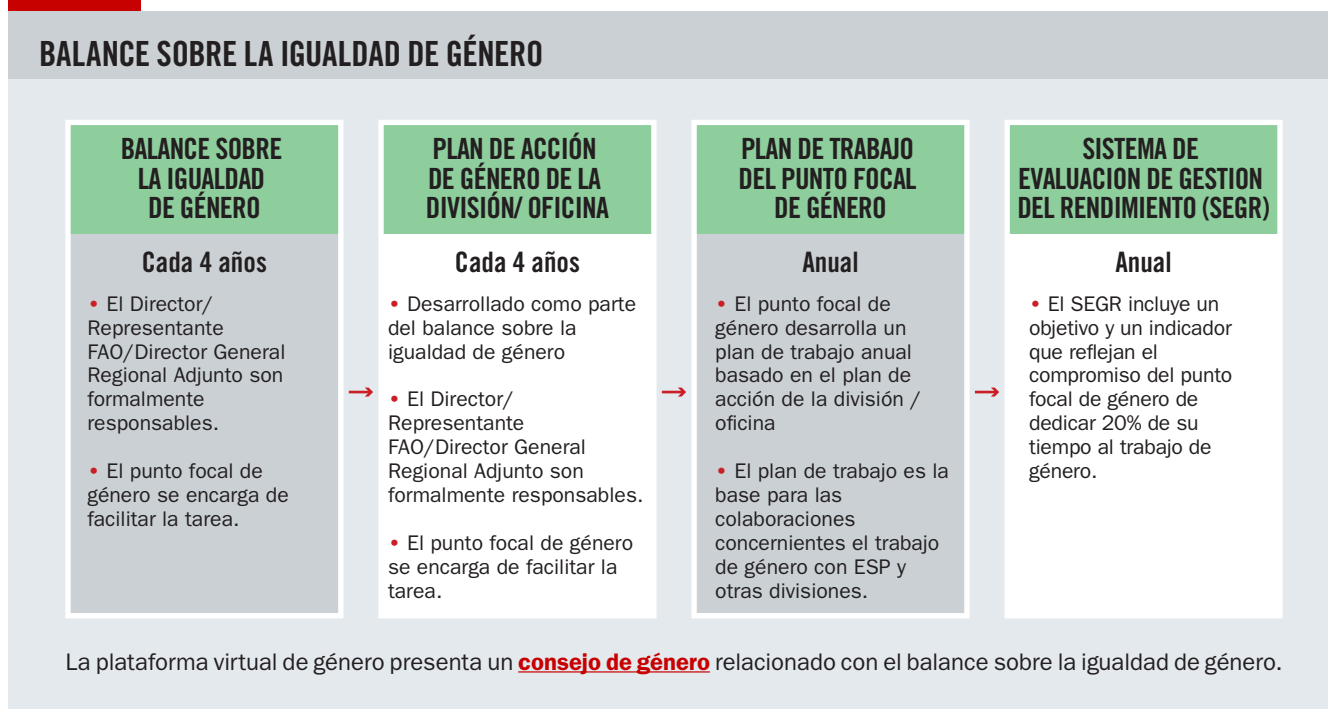 BALANCE SOBRE LA IGUALDAD DE GÉNERO
BALANCE SOBRE
LA IGUALDAD
DE GÉNERO
Cada 4 años
• El Director/
Representante
FAO/Director General
Regional Adjunto son
formalmente
responsables.
• El punto focal de
género se encarga de
facilitar la tarea.
→
PLAN DE ACCIÓN
DE GÉNERO DE LA
DIVISIÓN/ OFICINA
Cada 4 años
• Desarrollado como parte
del balance sobre la
igualdad de género
• El Director/
Representante
FAO/Director General
Regional Adjunto son
formalmente responsables.
• El punto focal de género
se encarga de facilitar la
tarea.
→
PLAN DE TRABAJO
DEL PUNTO FOCAL
DE GÉNERO
Anual
• El punto focal de
género desarrolla un
plan de trabajo anual
basado en el plan de
acción de la división /
oficina
• El plan de trabajo es la
base para las
colaboraciones
concernientes el trabajo
de género con ESP y
otras divisiones.
→
SISTEMA DE
EVALUACION DE GESTION
DEL RENDIMIENTO (SEGR)
Anual
• El SEGR incluye un
objetivo y un indicador
que reflejan el
compromiso del punto
focal de género de
dedicar 20% de su
tiempo al trabajo de
género.
La plataforma virtual de género presenta un consejo de género relacionado con el balance sobre la igualdad de género.